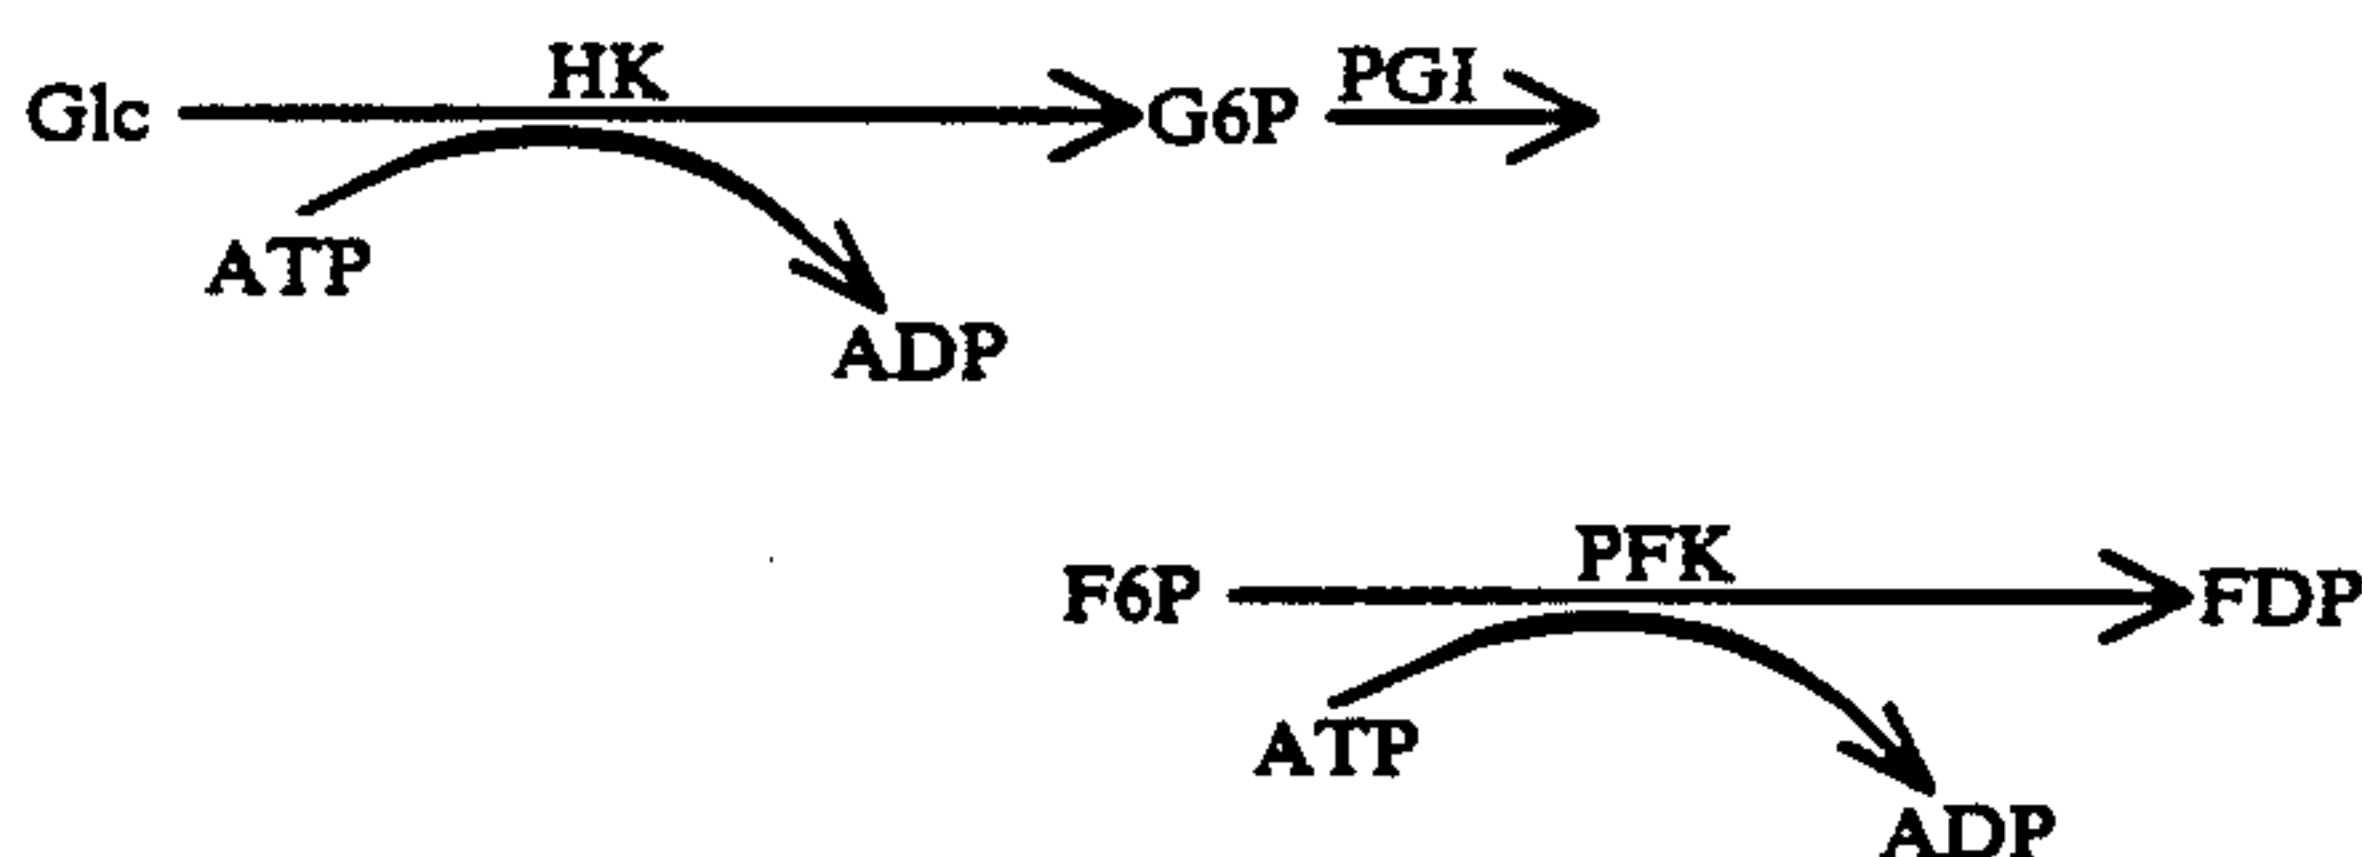 HK
Glc G6P PGI
ATP
ADP
PFK
F6P FDP
ATP
ADP